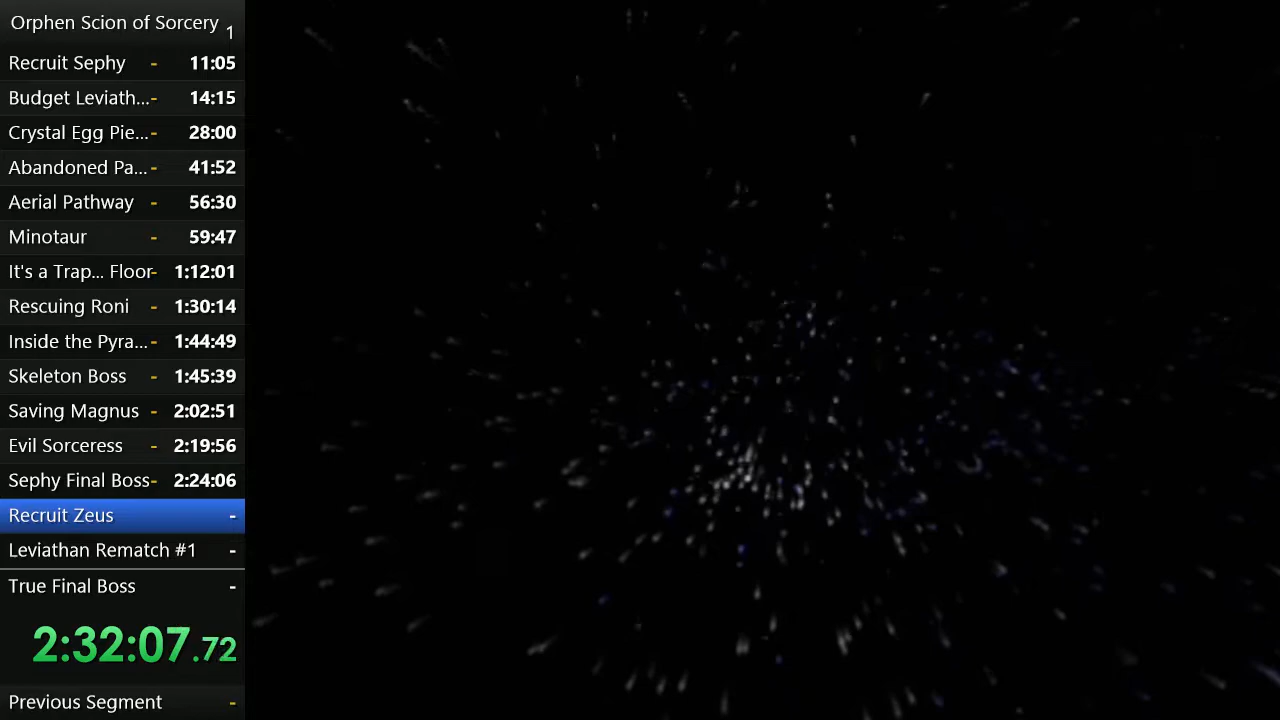 Orphen Scion of Sorcery 1
Recruit Sephy - 11:05
Budget Leviath... - 14:15
Crystal Egg Pie... - 28:00
Abandoned Pa... - 41:52
Aerial Pathway - 56:30
Minotaur - 59:47
It's a Trap... Floor - 1:12:01
Rescuing Roni - 1:30:14
Inside the Pyra... - 1:44:49
Skeleton Boss - 1:45:39
Saving Magnus - 2:02:51
Evil Sorceress - 2:19:56
Sephy Final Boss - 2:24:06
Recruit Zeus -
Leviathan Rematch #1 -
True Final Boss -
2:32:07.72
Previous Segment -